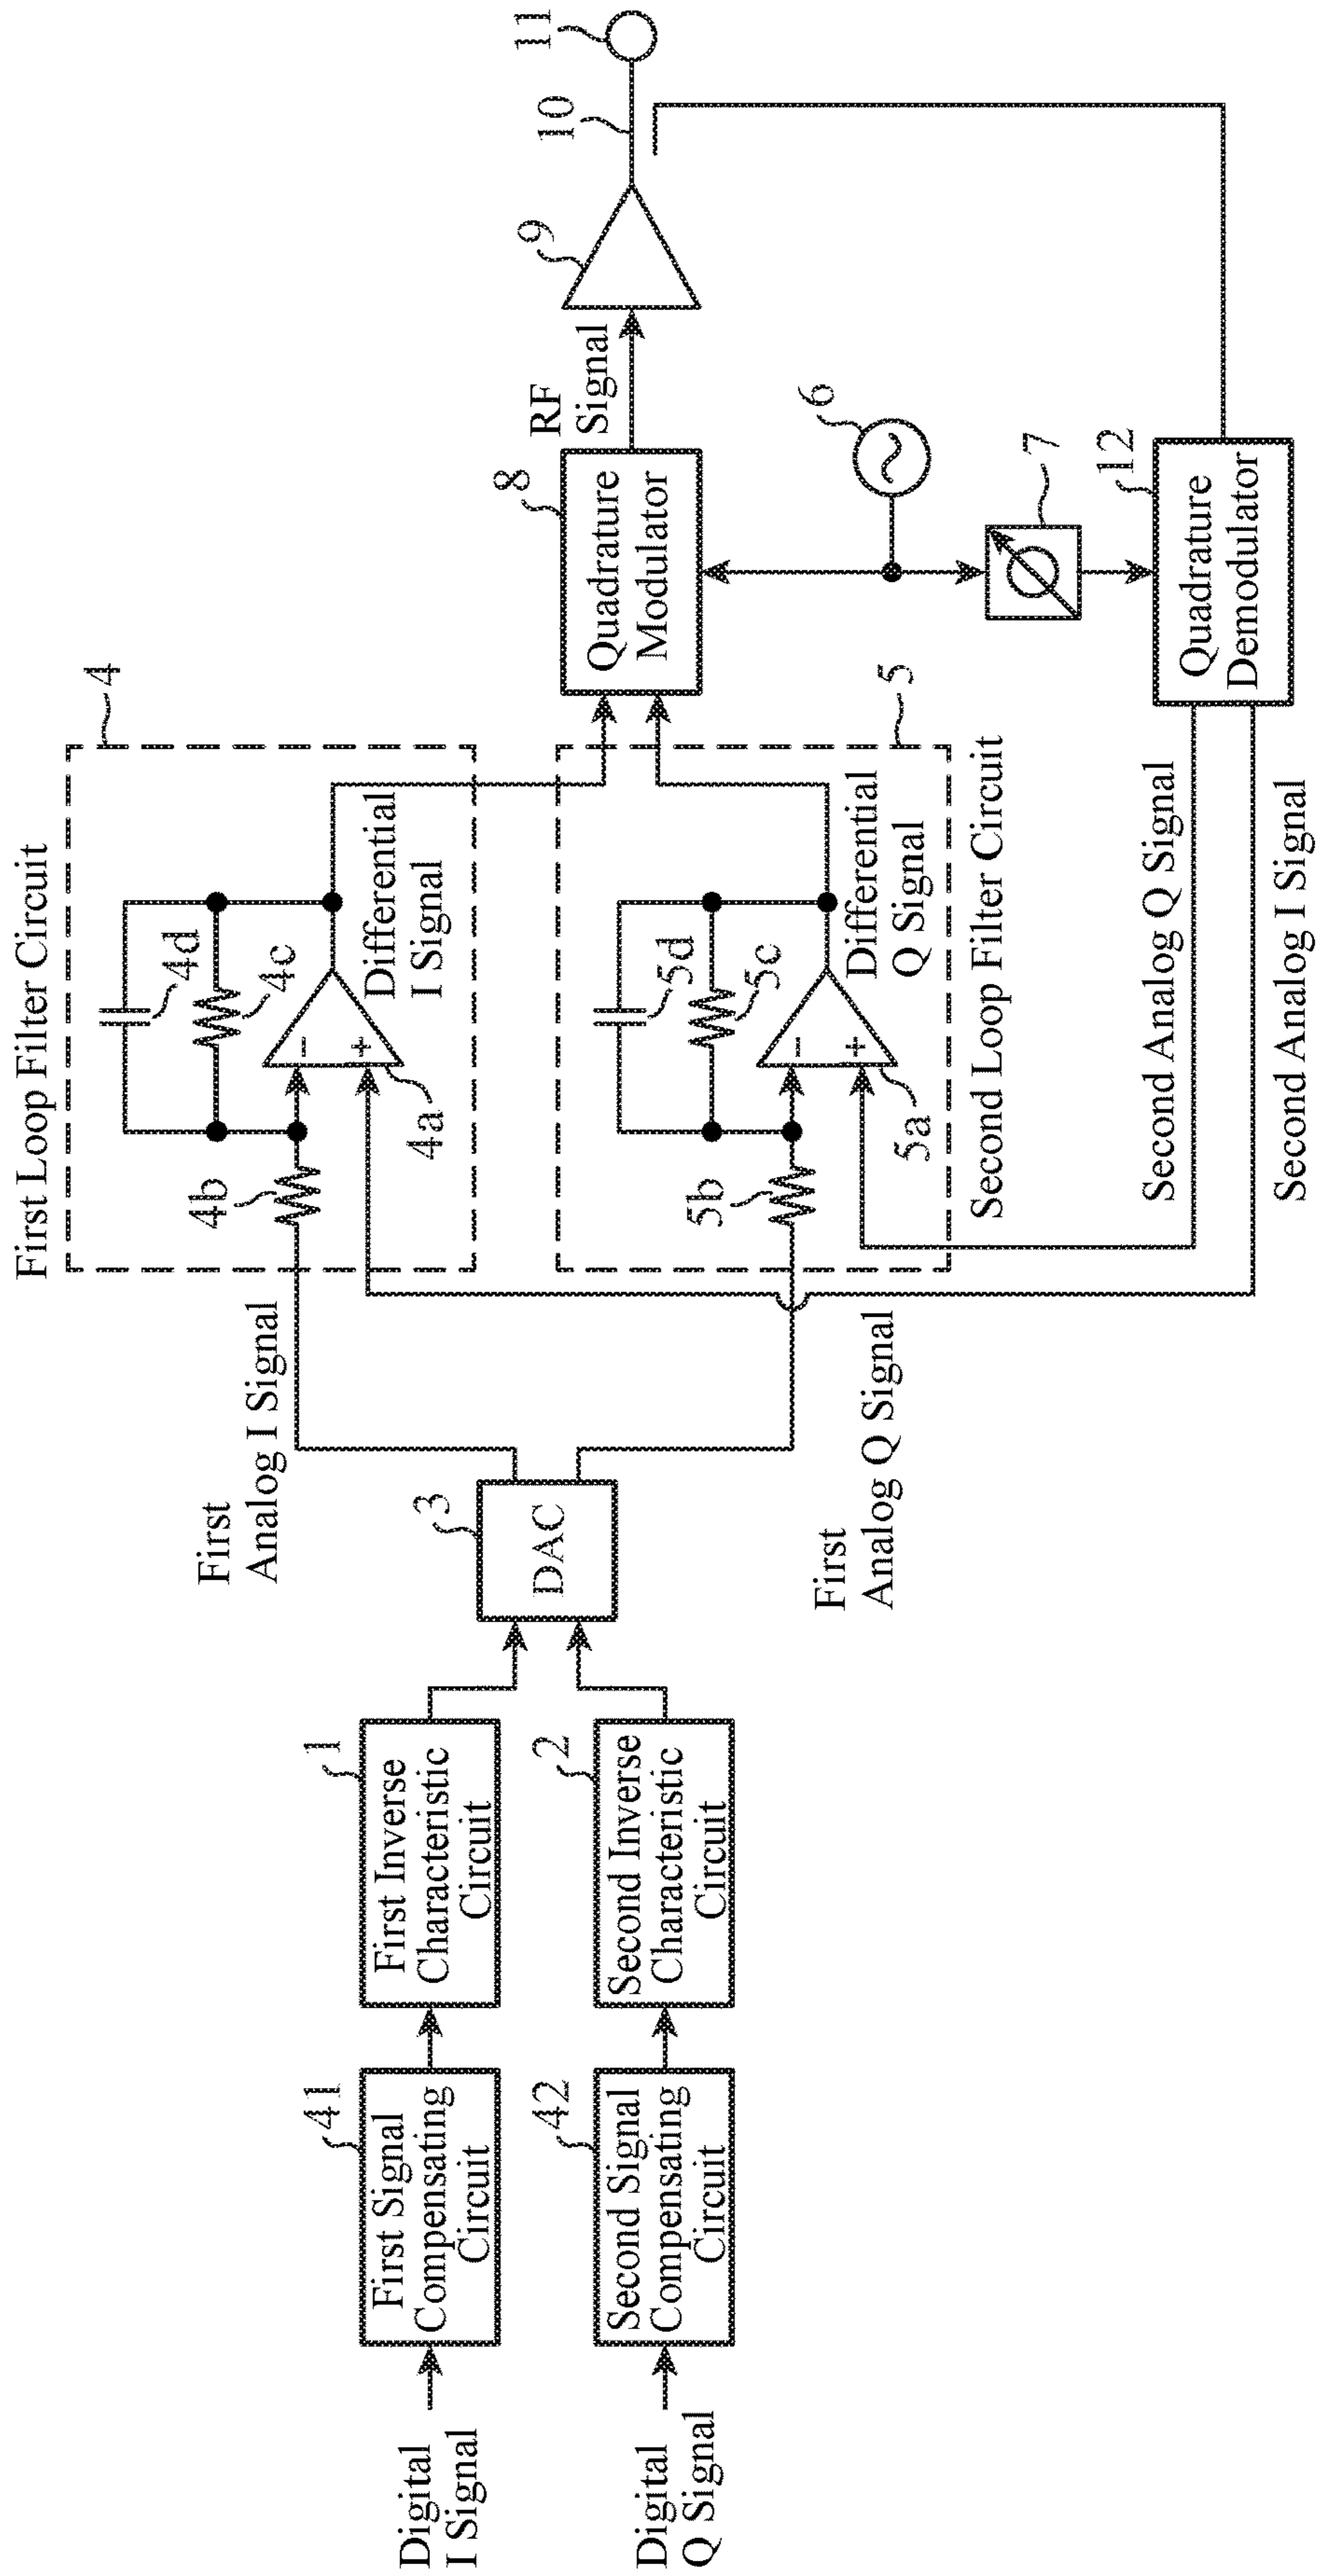 Digital
I Signal
Digital
Q Signal
41
First Signal
Compensating
Circuit
42
Second Signal
Compensating
Circuit
1
First Inverse
Characteristic
Circuit
2
Second Inverse
Characteristic
Circuit
3
DAC
First
Analog I Signal
First
Analog Q Signal
First Loop Filter Circuit
4
4b
4d
4c
−
+
4a
Differential
I Signal
5
5b
5d
5c
−
+
5a
Differential
Q Signal
Second Loop Filter Circuit
Second Analog Q Signal
Second Analog I Signal
8
Quadrature
Modulator
RF
Signal
6
7
12
Quadrature
Demodulator
9
10
11